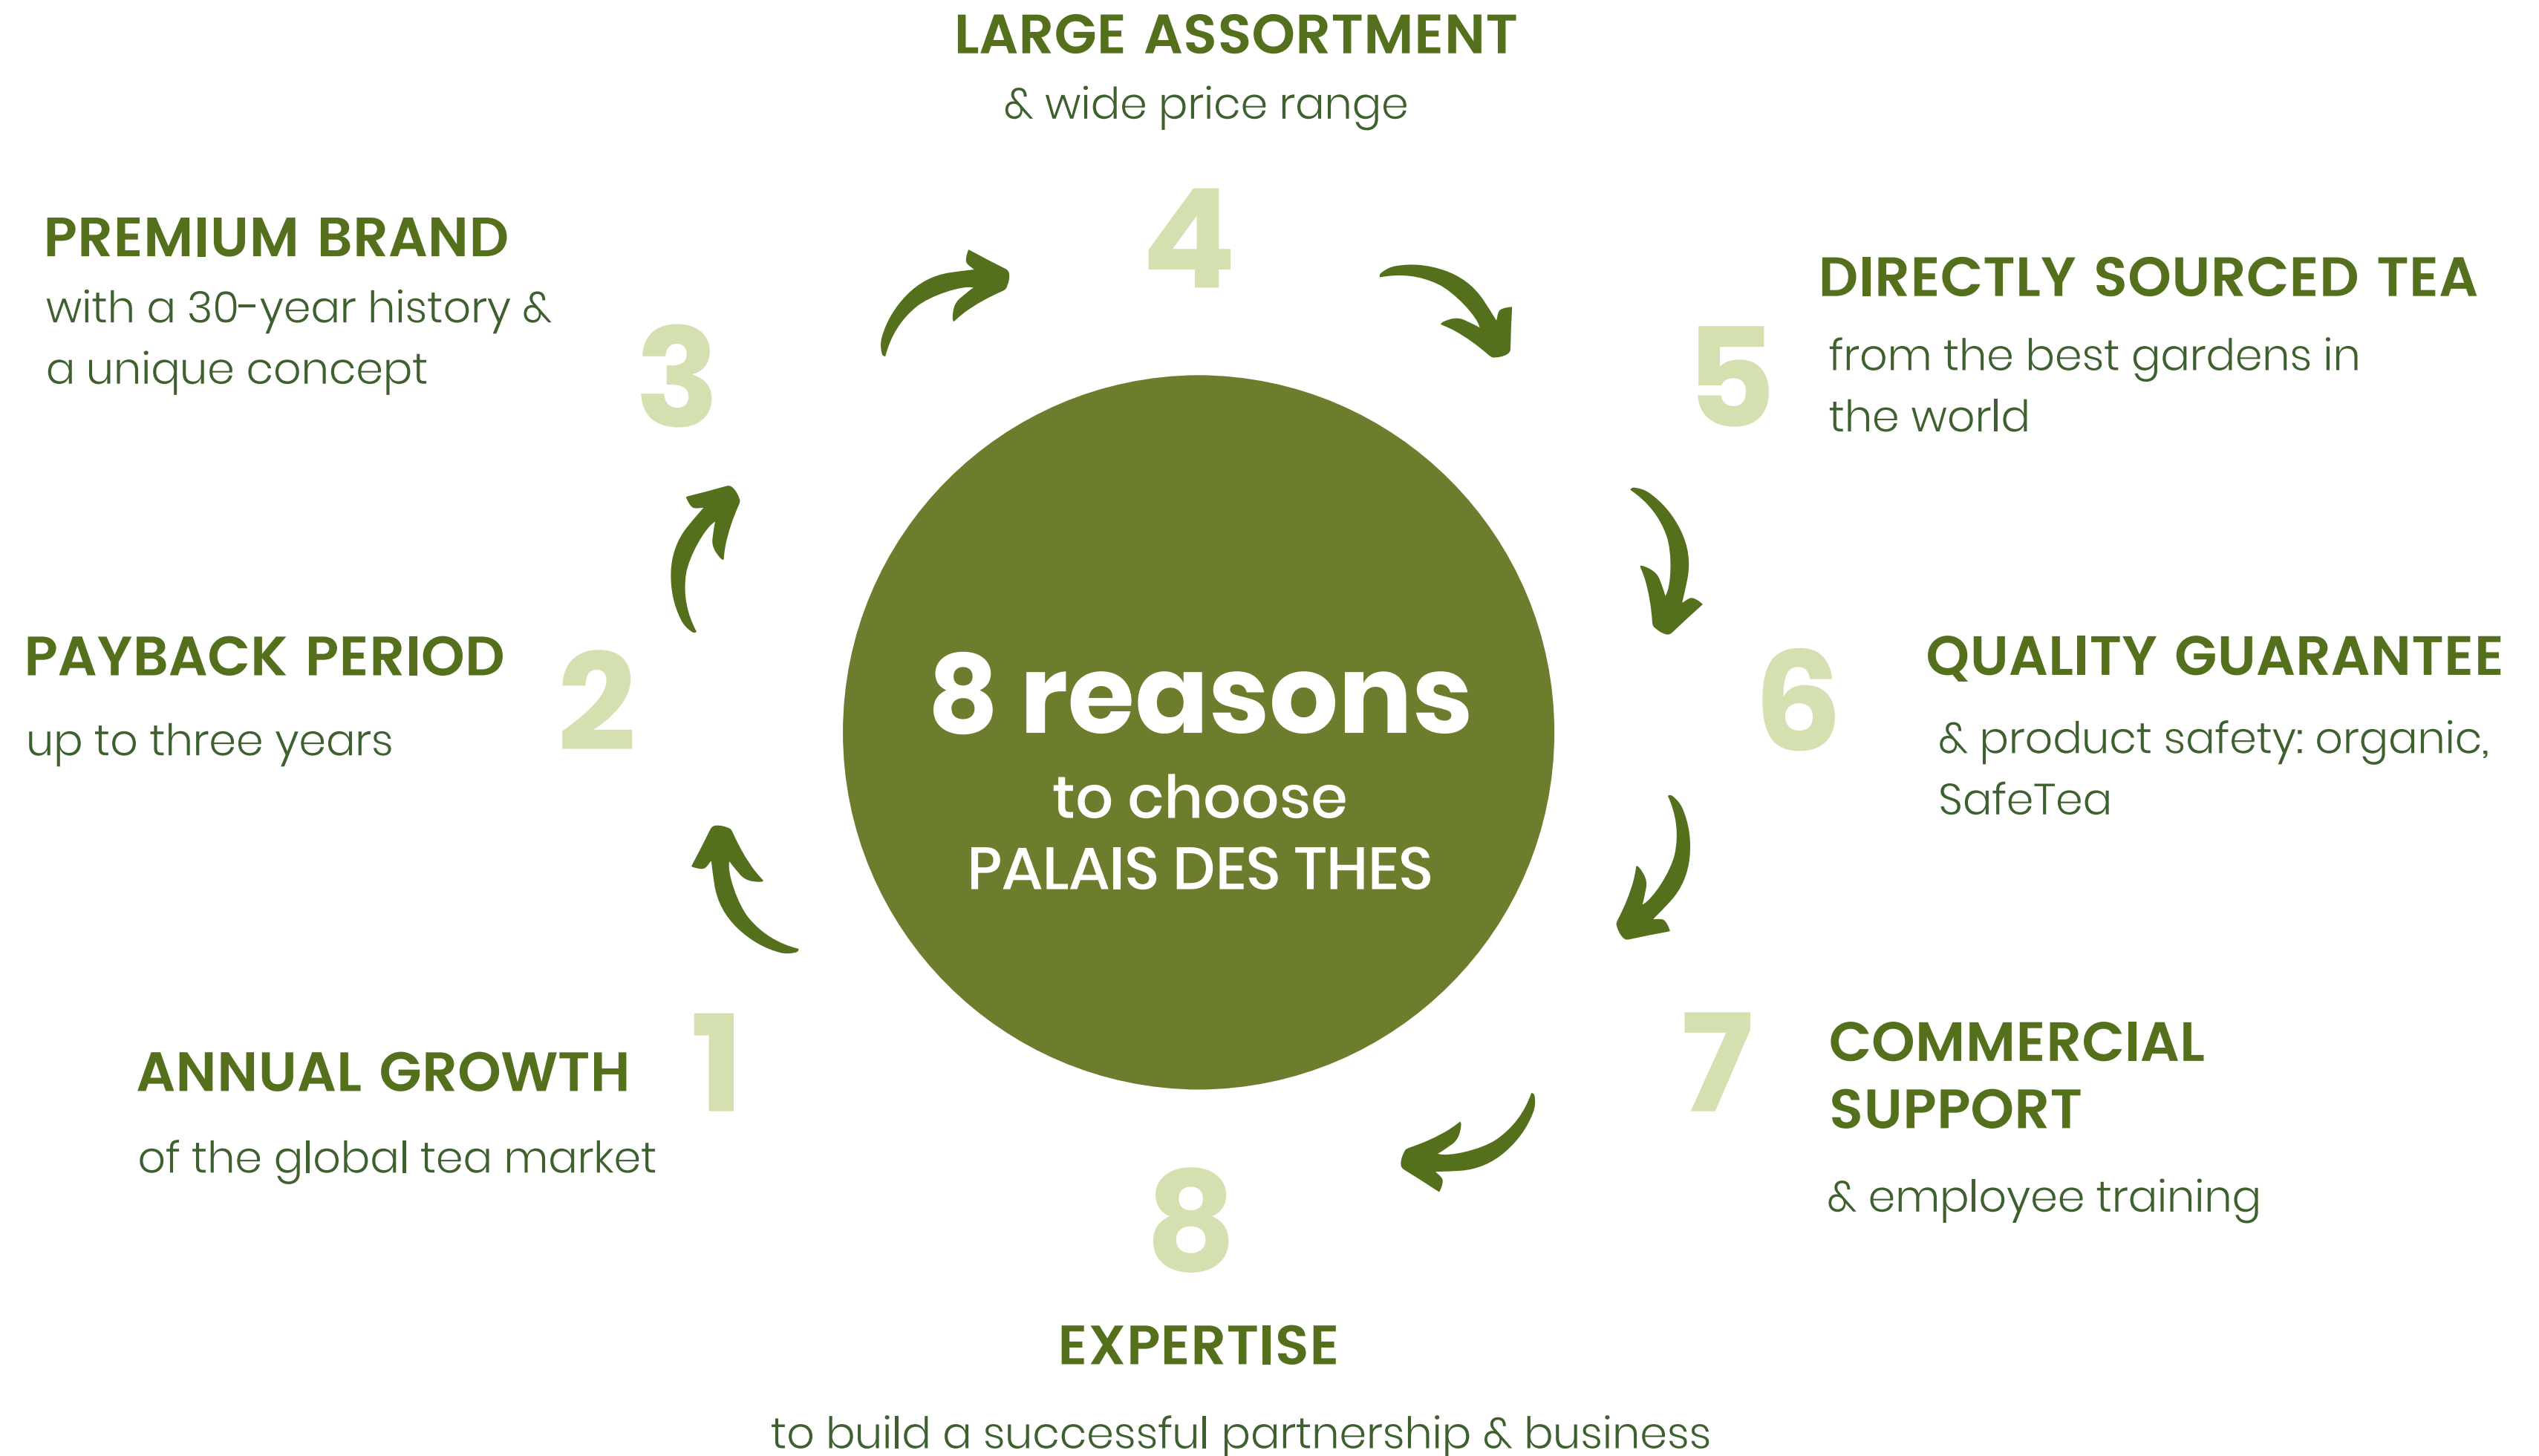 LARGE ASSORTMENT
& wide price range
4
PREMIUM BRAND
with a 30-year history &
a unique concept
3
DIRECTLY SOURCED TEA
from the best gardens in
the world
5
PAYBACK PERIOD
up to three years
2
8 reasons
to choose
PALAIS DES THES
6
QUALITY GUARANTEE
& product safety: organic,
SafeTea
ANNUAL GROWTH
of the global tea market
1
7
COMMERCIAL
SUPPORT
& employee training
8
EXPERTISE
to build a successful partnership & business